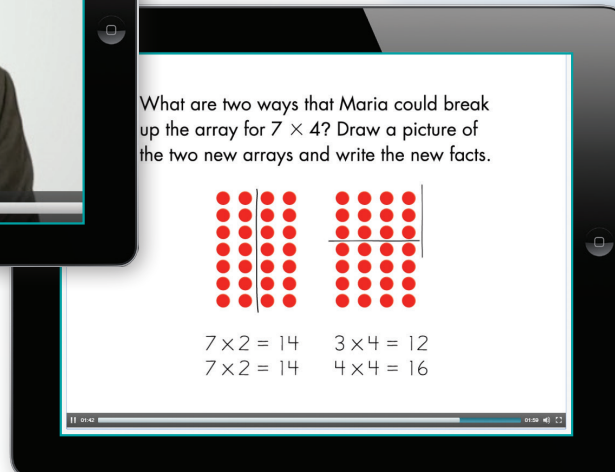 What are two ways that Maria could break
up the array for 7 × 4? Draw a picture of
the two new arrays and write the new facts.
7 × 2 = 14 3 × 4 = 12
7 × 2 = 14 4 × 4 = 16
01:42 01:59